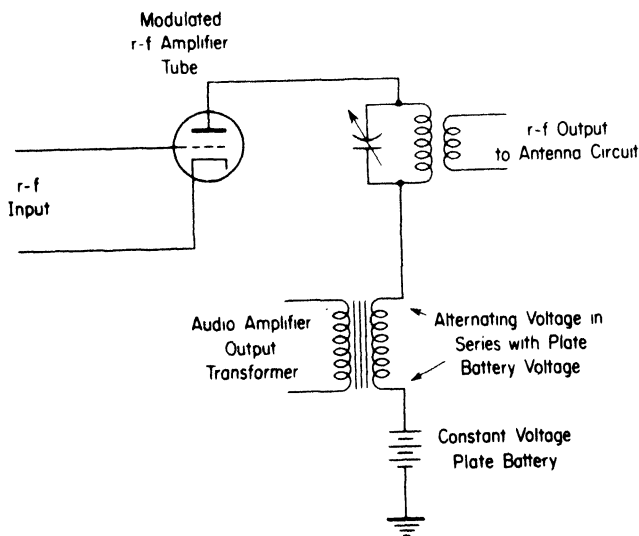 Modulated
r-f Amplifier
Tube
r-f
Input
r-f Output
to Antenna Circuit
Audio Amplifier
Output
Transformer
Alternating Voltage in
Series with Plate
Battery Voltage
Constant Voltage
Plate Battery